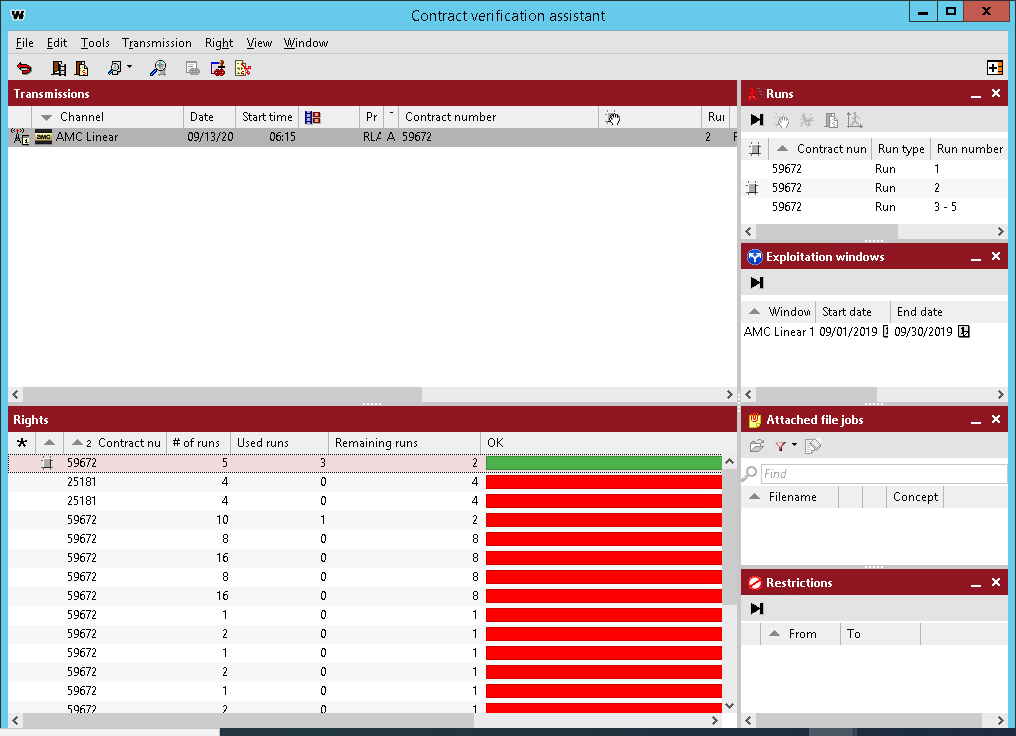 Contract verification assistant
File Edit Tools Transmission Right View Window
Transmissions
Channel Date Start time Pr Contract number
AMC Linear 09/13/20 06:15 A 59672 2
Rights
2 Contract nu # of runs Used runs Remaining runs OK
59672 5 3 2
25181 4 0 4
25181 4 0 4
59672 10 1 2
59672 8 0 8
59672 16 0 8
59672 8 0 8
59672 16 0 8
59672 1 0 1
59672 2 0 1
59672 1 0 1
59672 2 0 1
59672 1 0 1
59672 2 0 1
Runs
Contract nun Run type Run number
59672 Run 1
59672 Run 2
59672 Run 3 - 5
Exploitation windows
Window Start date End date
AMC Linear 1 09/01/2019 09/30/2019
Attached file jobs
Find
Filename Concept
Restrictions
From To